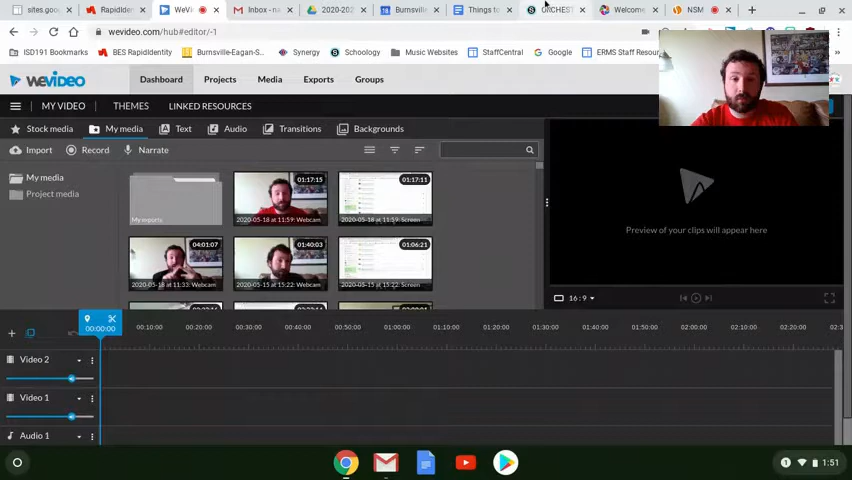 sites.goo
RapidIden
WeVi
Inbox - na
2020-202
Burnsville
Things to
ORCHEST
Welcome
NSM
wevideo.com/hub#editor/-1
ISD191 Bookmarks
BES RapidIDentity
Burnsville-Eagan-S...
Synergy
Schoology
Music Websites
StaffCentral
Google
ERMS Staff Resour
WEVIDEO
Dashboard
Projects
Media
Exports
Groups
MY VIDEO
THEMES
LINKED RESOURCES
Stock media
My media
Text
Audio
Transitions
Backgrounds
Import
Record
Narrate
My media
Project media
My exports
01:17:15
2020-05-18 at 11:59: Webcam
01:17:11
2020-05-18 at 11:59: Screen
04:01:07
2020-05-18 at 11:33: Webcam
01:40:03
2020-05-15 at 15:22: Webcam
01:06:21
2020-05-15 at 15:22: Screen
Preview of your clips will appear here
16:9
00:00:00
00:10:00
00:20:00
00:30:00
00:40:00
00:50:00
01:00:00
01:10:00
01:20:00
01:30:00
01:40:00
01:50:00
02:00:00
02:10:00
02:20:00
02:3
Video 2
Video 1
Audio 1
1
1:51